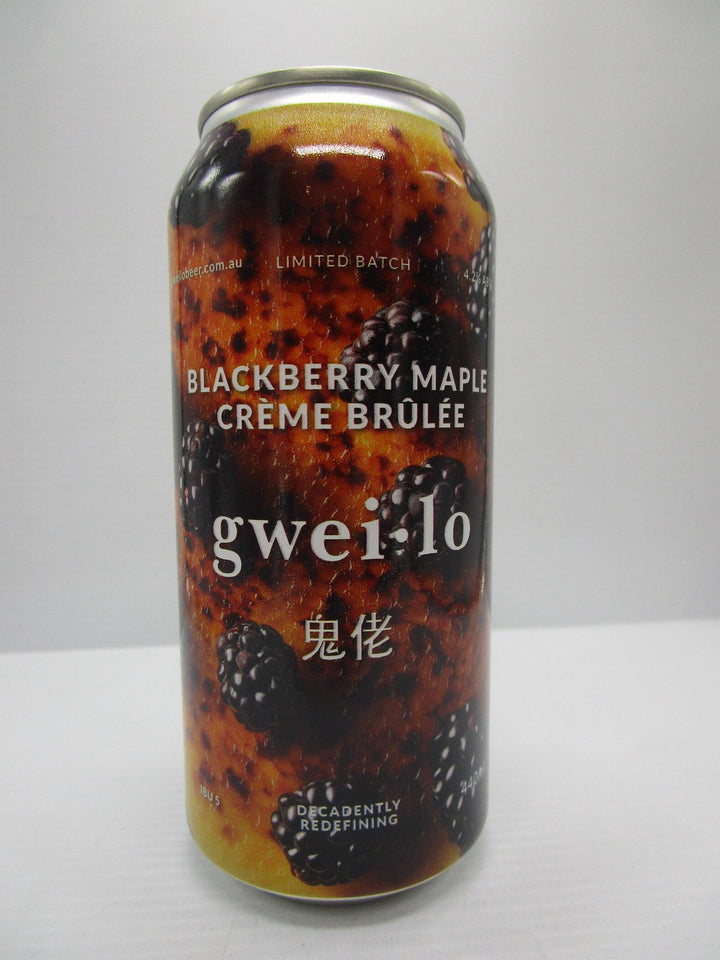 LIMITED BATCH
BLACKBERRY MAPLE
CRÈME BRÛLÉE
gwei·lo
鬼佬
IBU 5
DECADENTLY
REDEFINING